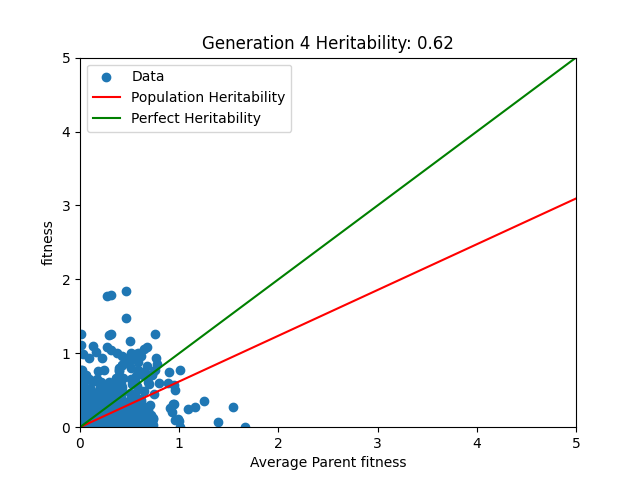 Generation 4 Heritability: 0.62
Data
Population Heritability
Perfect Heritability
fitness
5
4
3
2
1
0
0 1 2 3 4 5
Average Parent fitness